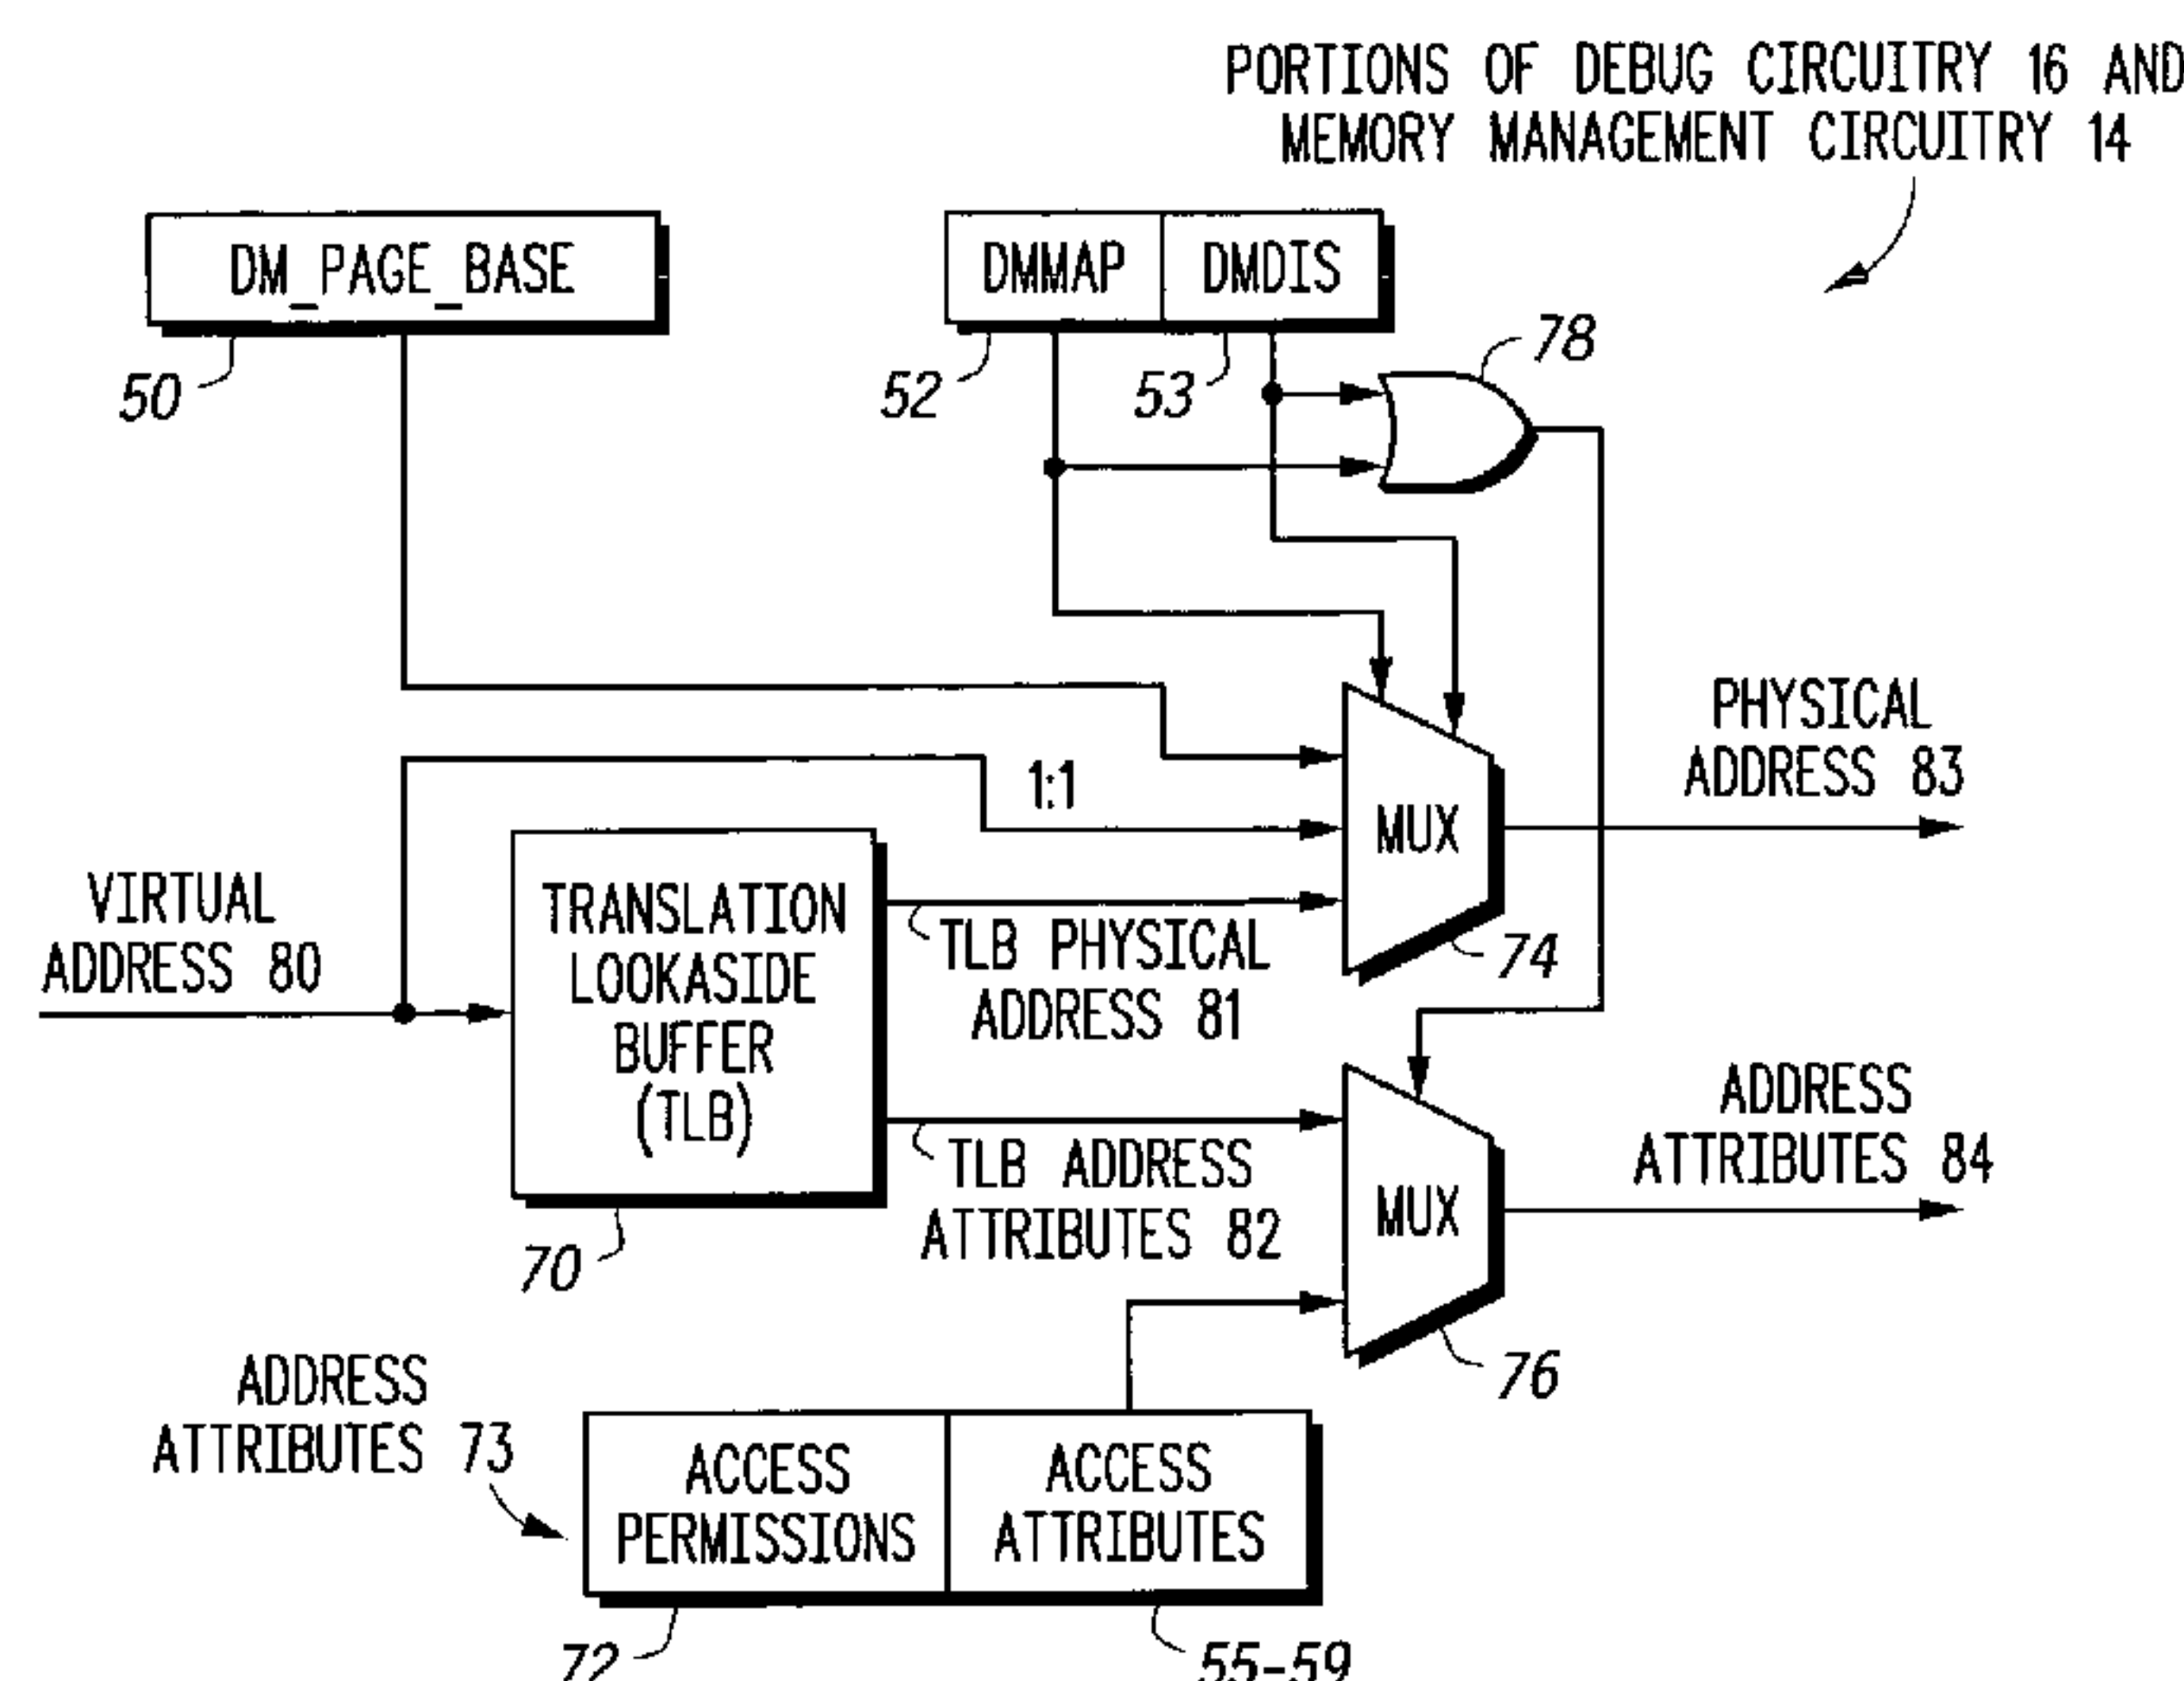 PORTIONS OF DEBUG CIRCUITRY 16 AND
MEMORY MANAGEMENT CIRCUITRY 14
DM_PAGE_BASE
DMMAP
DMDIS
50
52
53
78
1:1
MUX
PHYSICAL
ADDRESS 83
VIRTUAL
ADDRESS 80
TRANSLATION
LOOKASIDE
BUFFER
(TLB)
TLB PHYSICAL
ADDRESS 81
74
TLB ADDRESS
ATTRIBUTES 82
MUX
ADDRESS
ATTRIBUTES 84
70
76
ADDRESS
ATTRIBUTES 73
ACCESS
PERMISSIONS
ACCESS
ATTRIBUTES
72
55-59